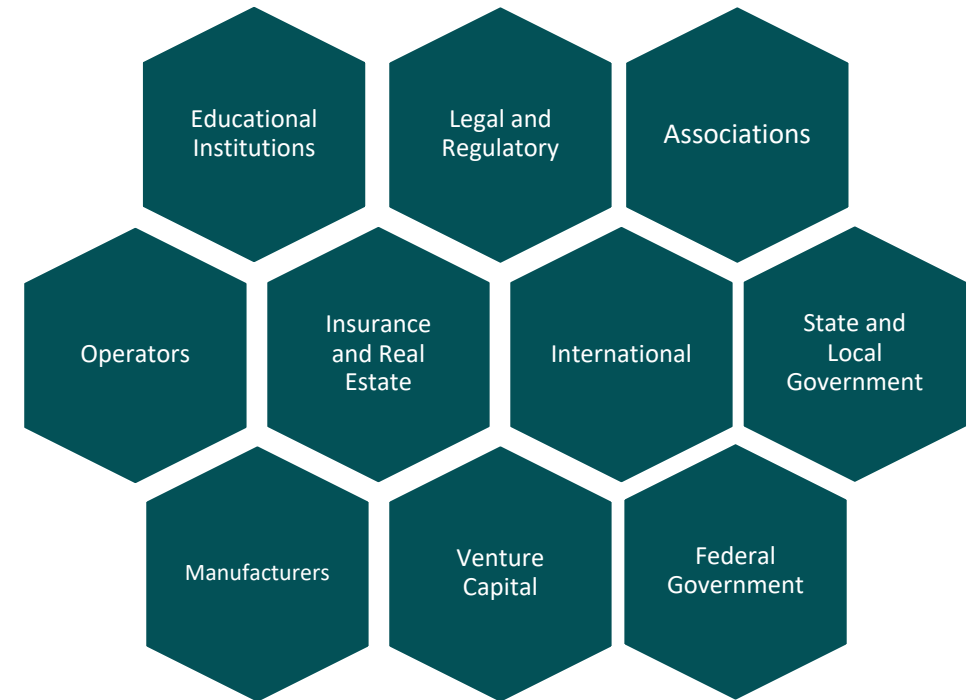 Educational
Institutions
Legal and
Regulatory
Associations
Operators
Insurance
and Real
Estate
International
State and
Local
Government
Manufacturers
Venture
Capital
Federal
Government